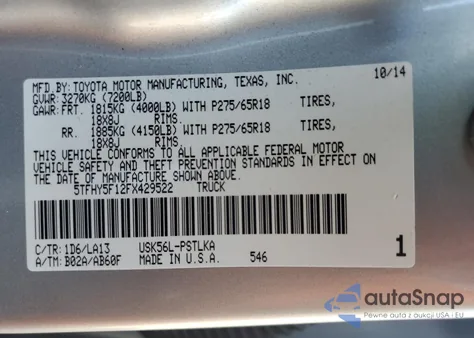 MFD.BY: TOYOTA MOTOR MANUFACTURING, TEXAS, INC. 10/14
GVWR: 3270KG (7200LB)
GAWR: FRT. 1815KG (4000LB) WITH P275/65R18 TIRES,
18X8J RIMS.
RR. 1885KG (4150LB) WITH P275/65R18 TIRES,
18X8J RIMS.
THIS VEHICLE CONFORMS TO ALL APPLICABLE FEDERAL MOTOR
VEHICLE SAFETY AND THEFT PREVENTION STANDARDS IN EFFECT ON
THE DATE OF MANUFACTURE SHOWN ABOVE.
5TFHY5F12FX429522 TRUCK
C/TR: 1D6/LA13 USK56L-PSTLKA 1
A/TM: B02A/AB60F MADE IN U.S.A. 546
autoSnap
Pewne auta z aukcji USA i EU